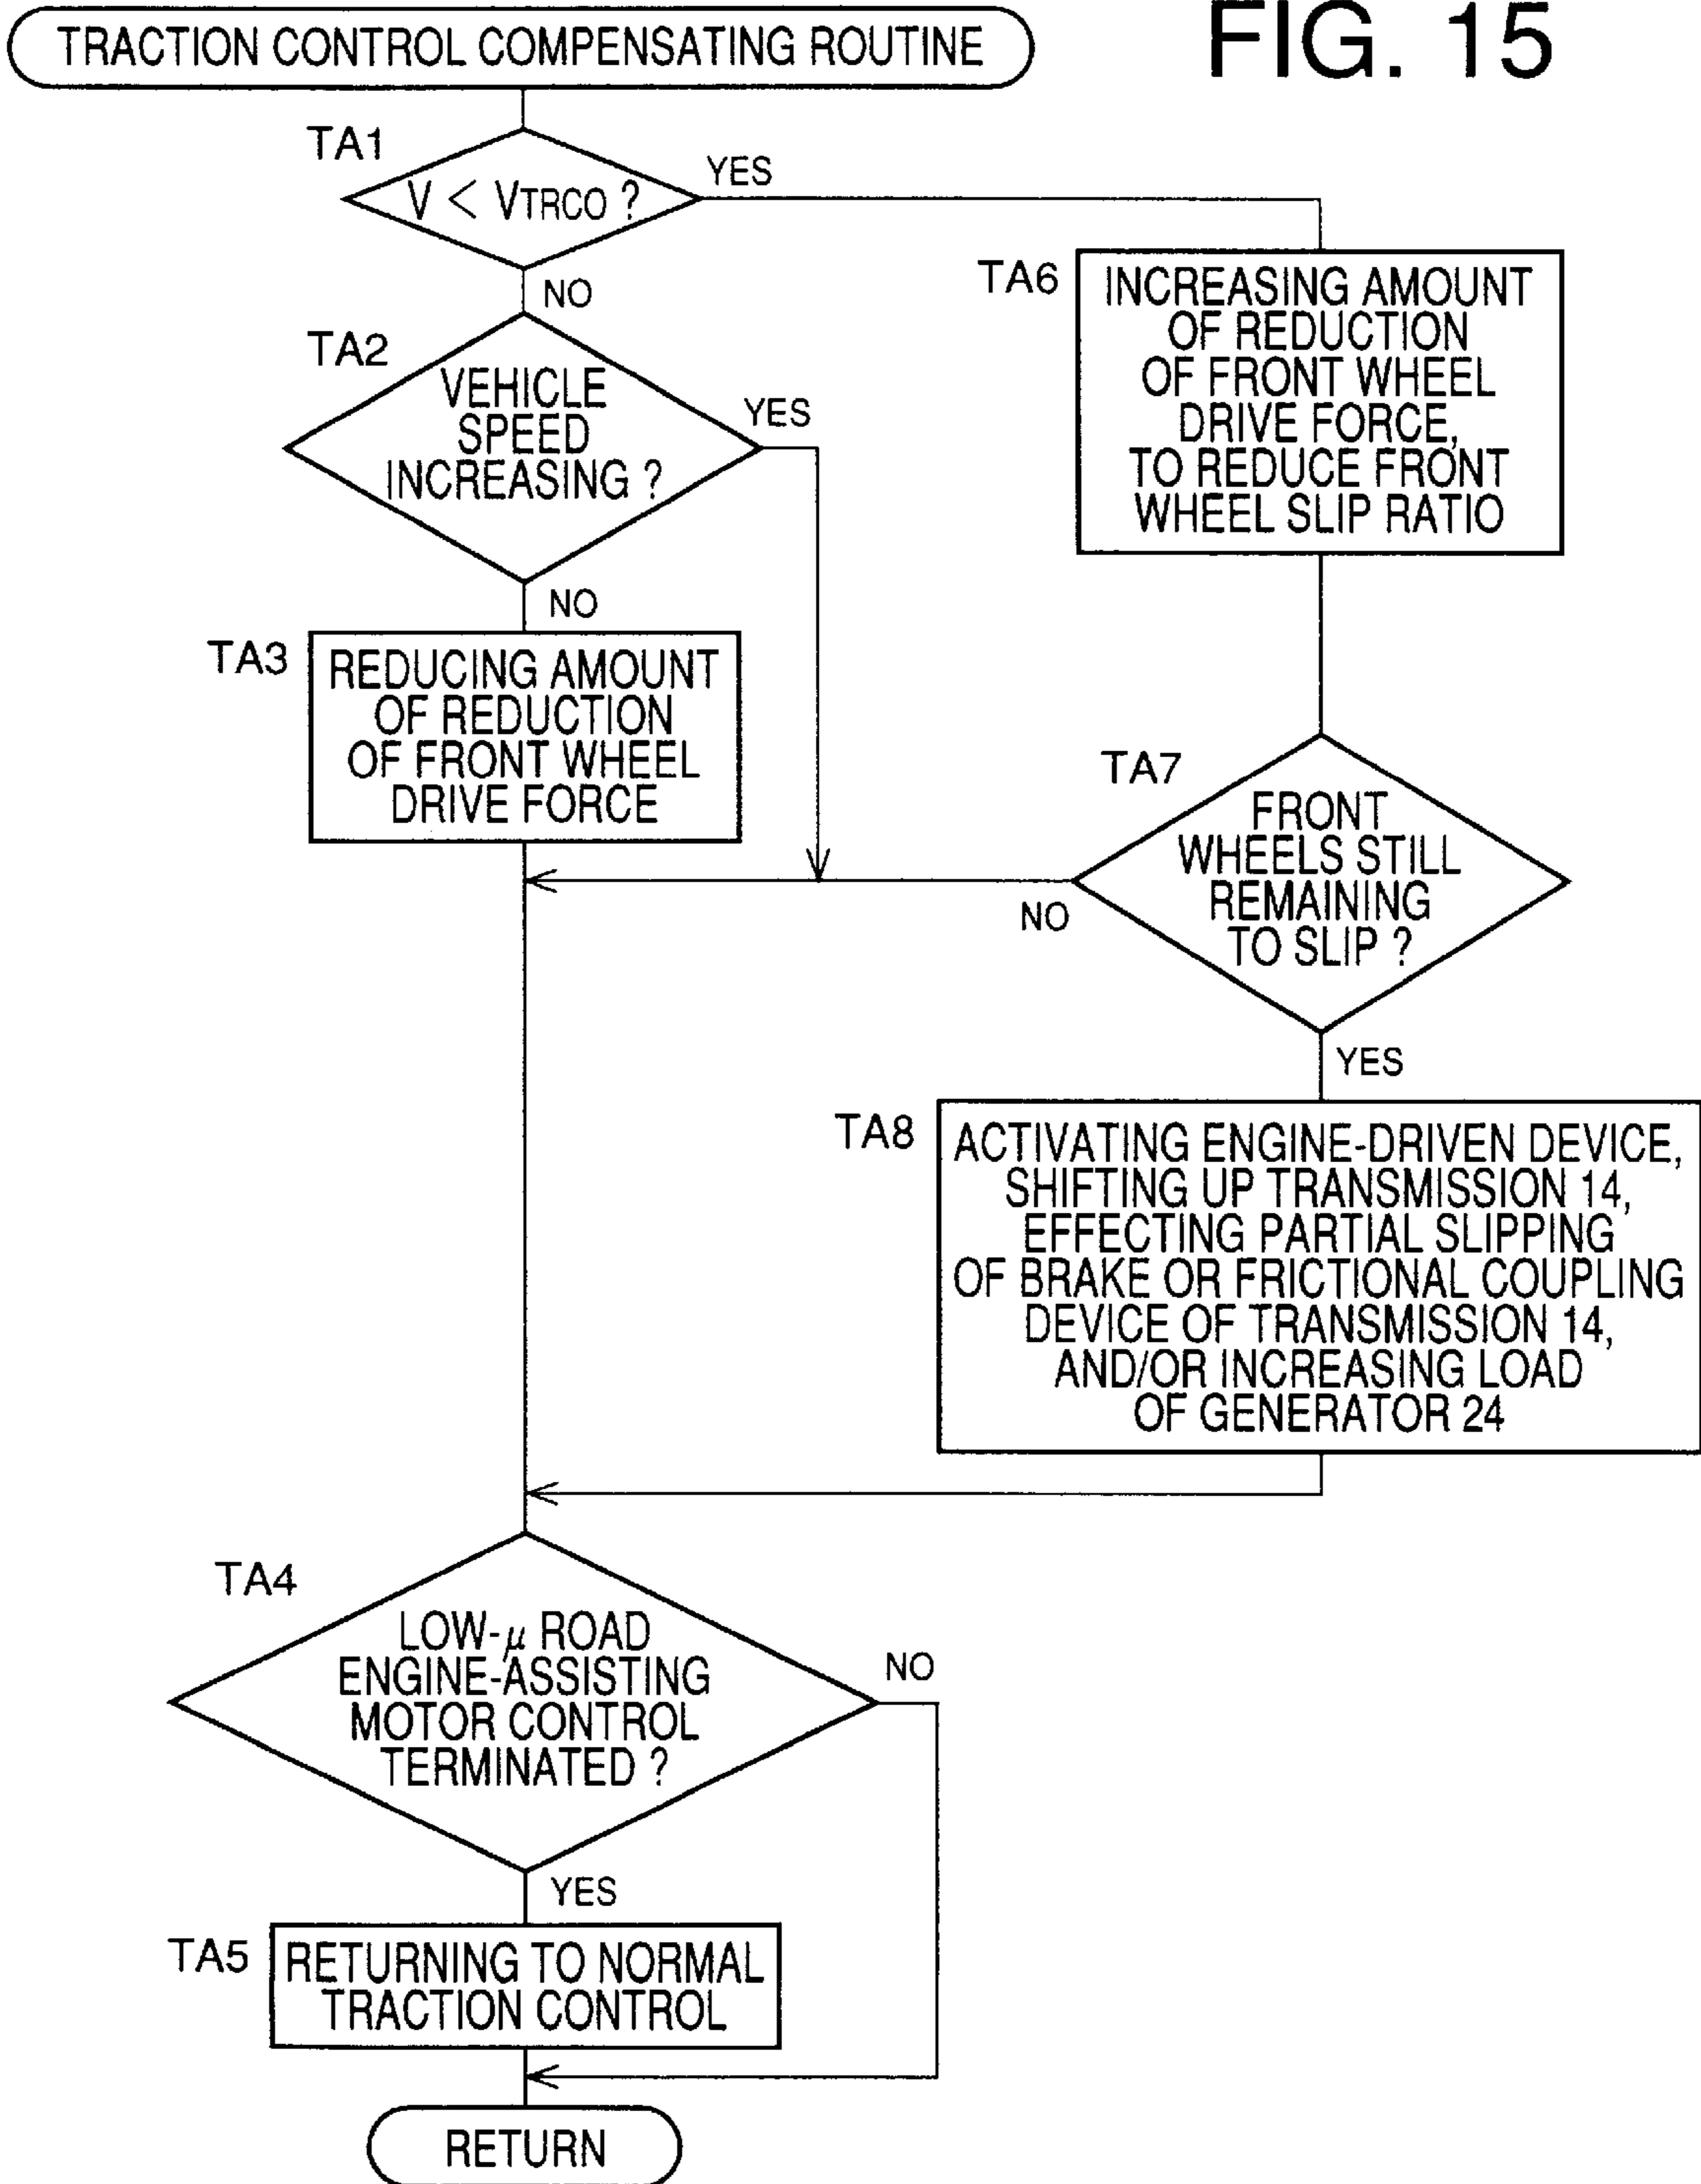 TRACTION CONTROL COMPENSATING ROUTINE
FIG. 15
TA1
V < VTRCO ?
YES
NO
TA2
VEHICLE
SPEED
INCREASING ?
YES
NO
TA3
REDUCING AMOUNT
OF REDUCTION
OF FRONT WHEEL
DRIVE FORCE
TA6
INCREASING AMOUNT
OF REDUCTION
OF FRONT WHEEL
DRIVE FORCE,
TO REDUCE FRONT
WHEEL SLIP RATIO
TA7
FRONT
WHEELS STILL
REMAINING
TO SLIP ?
NO
YES
TA8
ACTIVATING ENGINE-DRIVEN DEVICE,
SHIFTING UP TRANSMISSION 14,
EFFECTING PARTIAL SLIPPING
OF BRAKE OR FRICTIONAL COUPLING
DEVICE OF TRANSMISSION 14,
AND/OR INCREASING LOAD
OF GENERATOR 24
TA4
LOW-μ ROAD
ENGINE-ASSISTING
MOTOR CONTROL
TERMINATED ?
NO
YES
TA5
RETURNING TO NORMAL
TRACTION CONTROL
RETURN